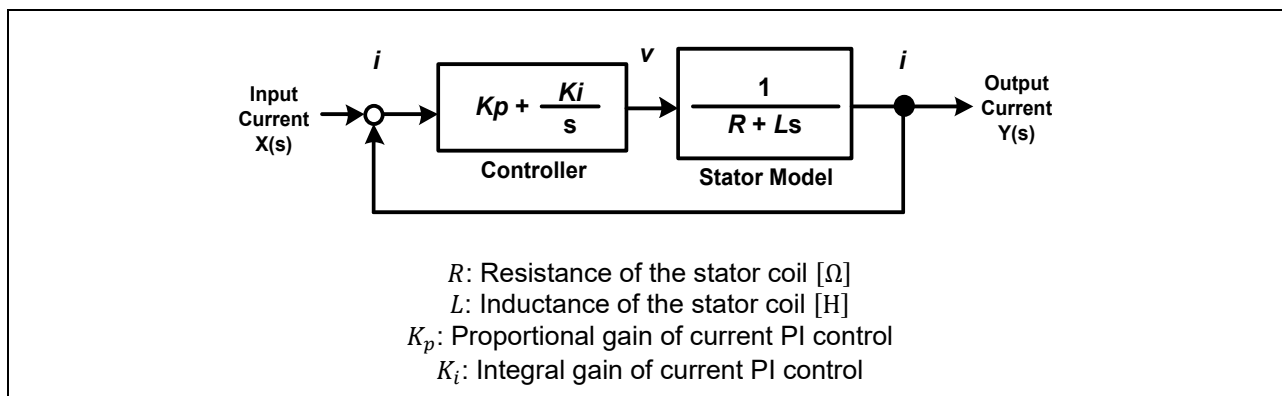 i
v
i
Input
Current
X(s)
Kp + Ki
s
Controller
1
R + Ls
Stator Model
Output
Current
Y(s)
R: Resistance of the stator coil [Ω]
L: Inductance of the stator coil [H]
Kp: Proportional gain of current PI control
Ki: Integral gain of current PI control